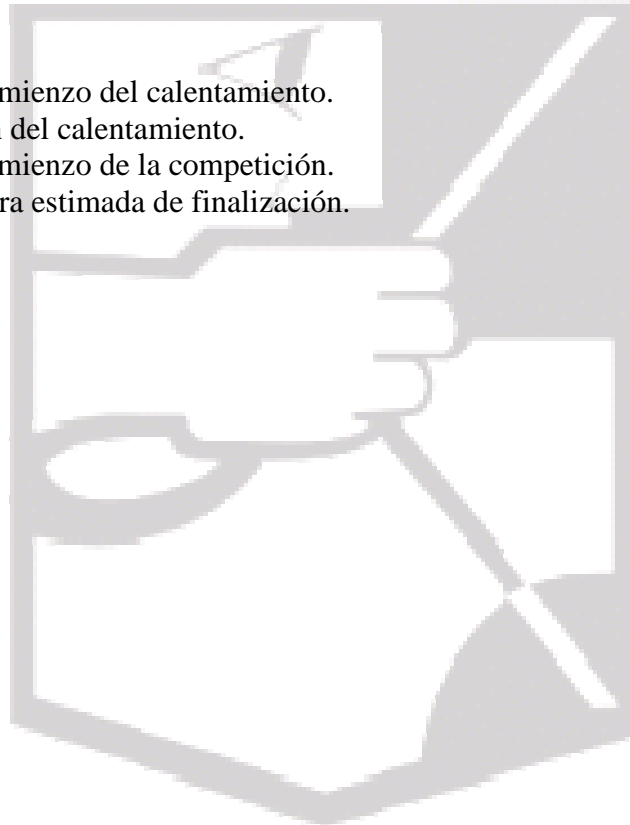 mienzo del calentamiento.
del calentamiento.
mienzo de la competición.
ra estimada de finalización.